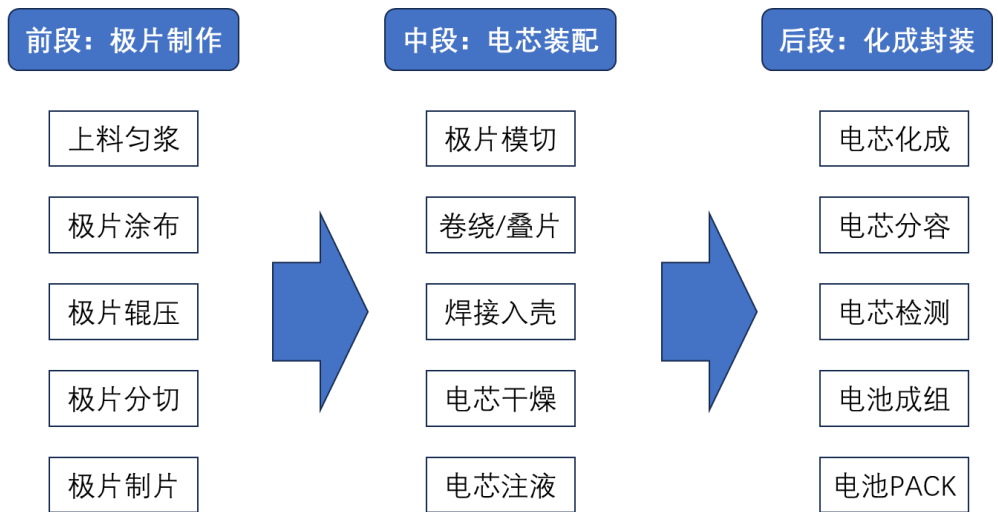 前段：极片制作
上料匀浆
极片涂布
极片辊压
极片分切
极片制片
中段：电芯装配
极片模切
卷绕/叠片
焊接入壳
电芯干燥
电芯注液
后段：化成封装
电芯化成
电芯分容
电芯检测
电池成组
电池PACK